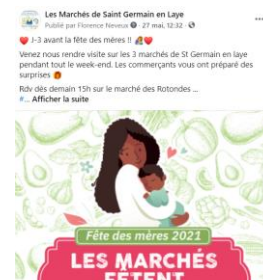 Les Marchés de Saint Germain en Laye
Publié par Florence Neveux · 27 mai, 12:32 ·
❤️ J-3 avant la fête des mères !! 👩‍👧❤️
Venez nous rendre visite sur les 3 marchés de St Germain en laye
pendant tout le week-end. Les commerçants vous ont préparé des
surprises 🎁
Rdv dés demain 15h sur le marché des Rotondes ...
#... Afficher la suite
Fête des mères 2021
LES MARCHÉS
FÊTENT